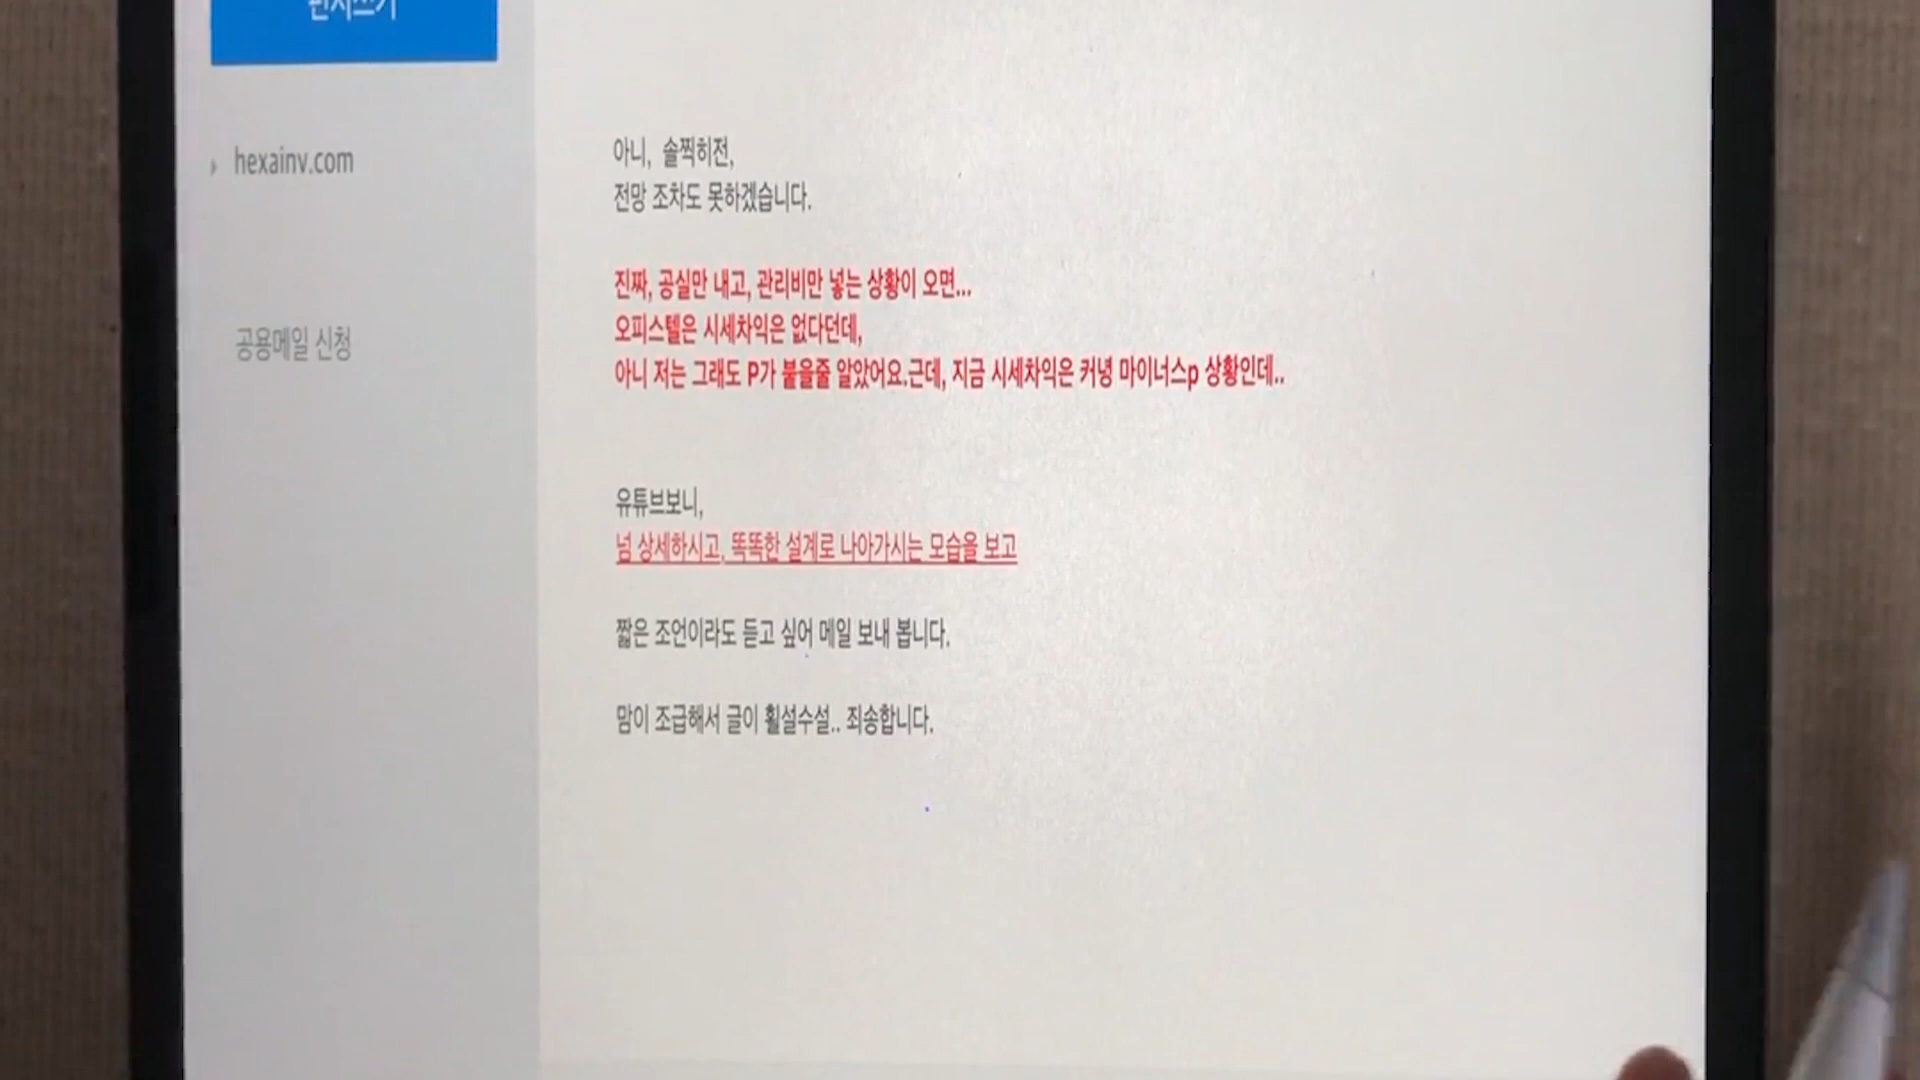 편지쓰기
hexainv.com
공용메일 신청
아니, 솔찍히전,
전망 조차도 못하겠습니다.
진짜, 공실만 내고, 관리비만 넣는 상황이 오면...
오피스텔은 시세차익은 없다던데,
아니 저는 그래도 P가 붙을줄 알았어요.근데, 지금 시세차익은 커녕 마이너스p 상황인데..
유튜브보니,
넘 상세하시고, 똑똑한 설계로 나아가시는 모습을 보고
짧은 조언이라도 듣고 싶어 메일 보내 봅니다.
맘이 조급해서 글이 횔설수설.. 죄송합니다.